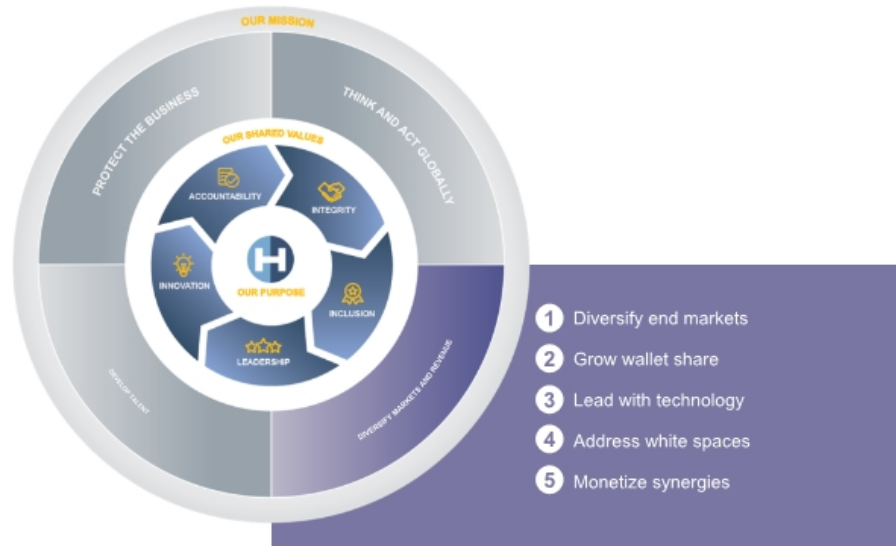 OUR MISSION
PROTECT THE BUSINESS
THINK AND ACT GLOBALLY
OUR SHARED VALUES
ACCOUNTABILITY
INTEGRITY
INNOVATION
H
OUR PURPOSE
INCLUSION
LEADERSHIP
DEVELOP TALENT
DIVERSIFY MARKETS AND REVENUE
1 Diversify end markets
2 Grow wallet share
3 Lead with technology
4 Address white spaces
5 Monetize synergies